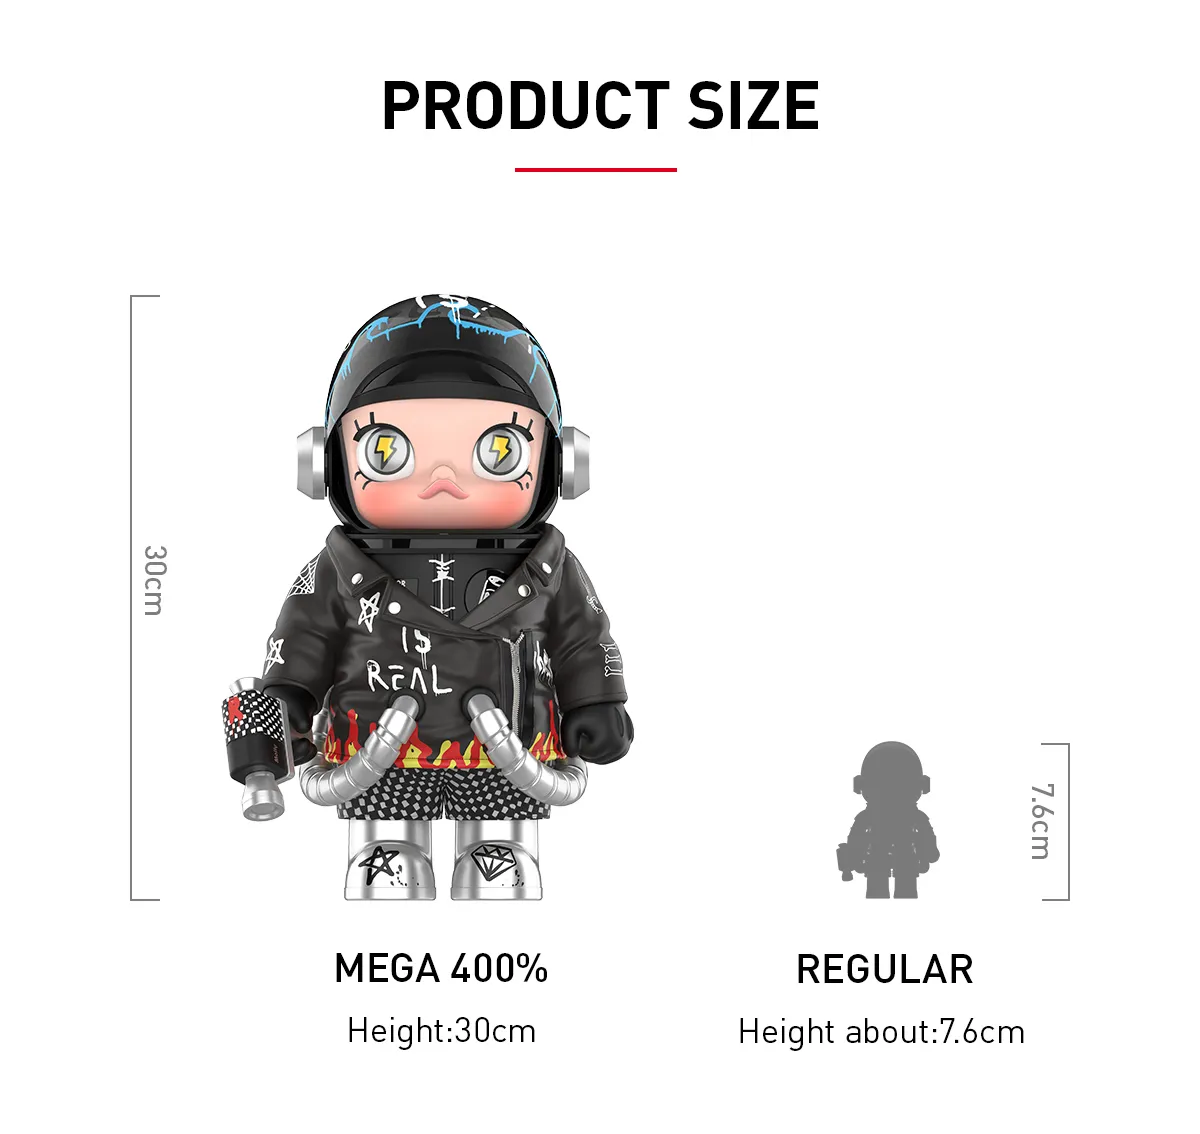 PRODUCT SIZE
30cm
IS
REAL
7.6cm
MEGA 400%
Height:30cm
REGULAR
Height about:7.6cm